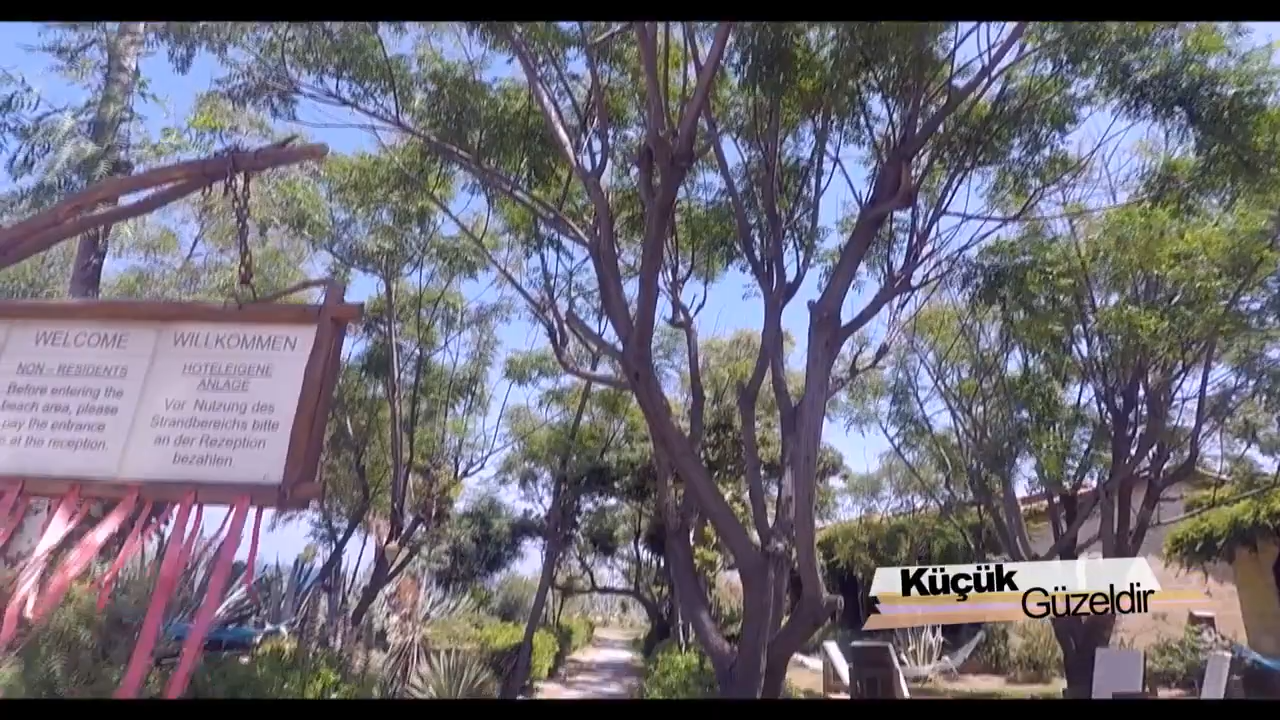 WELCOME
NON - RESIDENTS
Before entering the
beach area, please
pay the entrance
at the reception.
WILLKOMMEN
HOTELEIGENE
ANLAGE
Vor Nutzung des
Strandbereichs bitte
an der Rezeption
bezahlen.
Küçük
Güzeldir